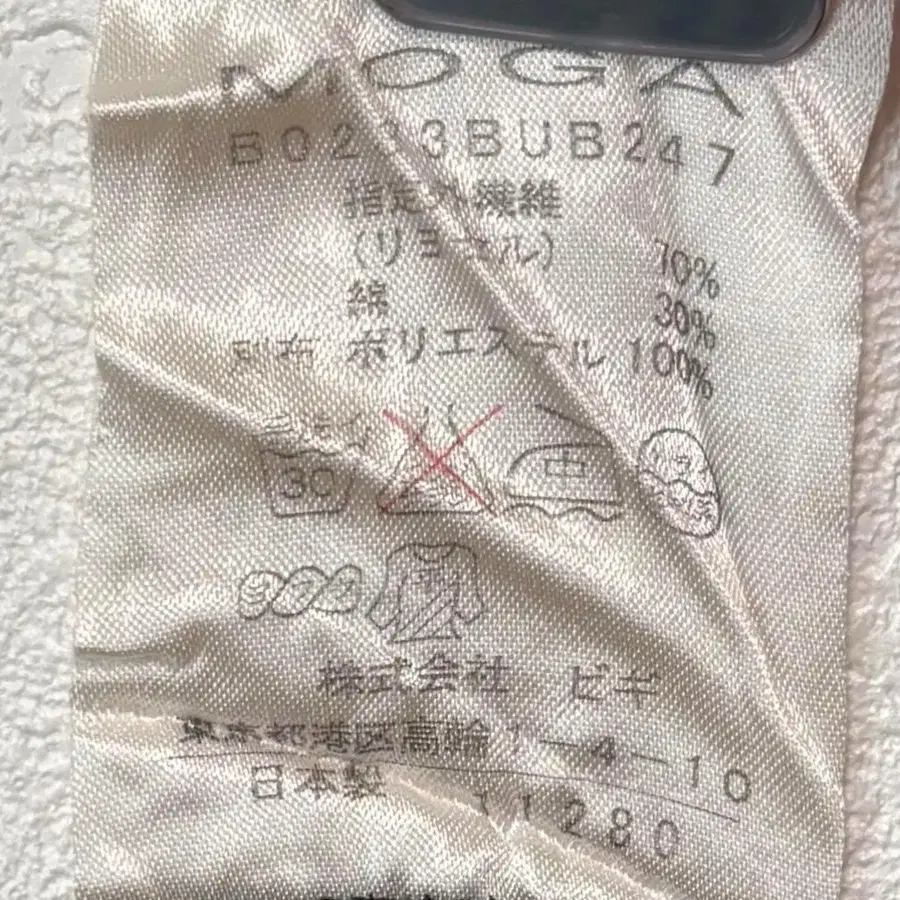 MOGA
B0233BUB247
指定外繊維
(リヨセル) 70%
綿 30%
別布 ポリエステル 100%
30
中
株式会社 ビギ
東京都港区高輪1-4-10
日本製 11280